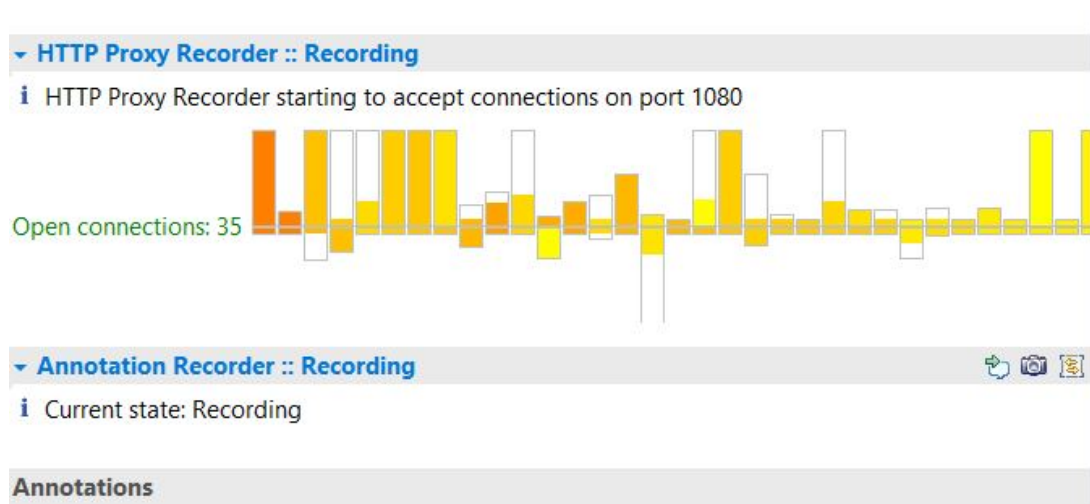 HTTP Proxy Recorder :: Recording
i HTTP Proxy Recorder starting to accept connections on port 1080
Open connections: 35
Annotation Recorder :: Recording
i Current state: Recording
Annotations